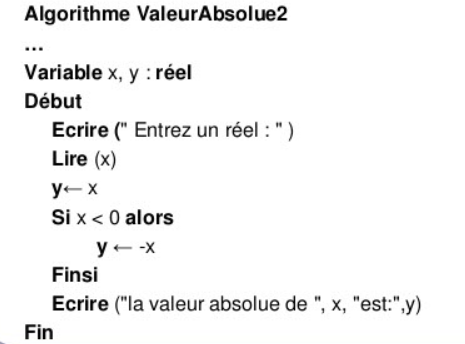 Algorithme ValeurAbsolue2
...
Variable x, y : réel
Début
Ecrire (" Entrez un réel : " )
Lire (x)
y← x
Si x < 0 alors
y ← -x
Finsi
Ecrire ("la valeur absolue de ", x, "est:",y)
Fin